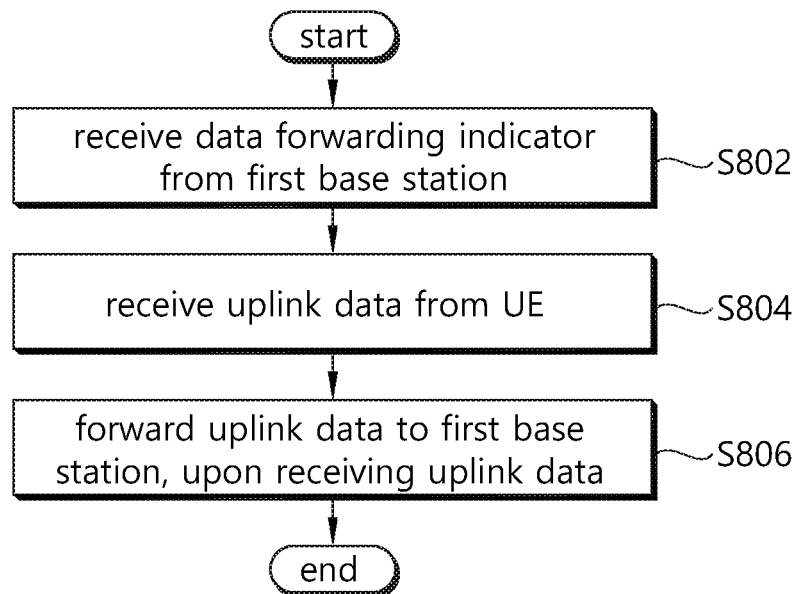 start
receive data forwarding indicator
from first base station
S802
receive uplink data from UE
S804
forward uplink data to first base
station, upon receiving uplink data
S806
end